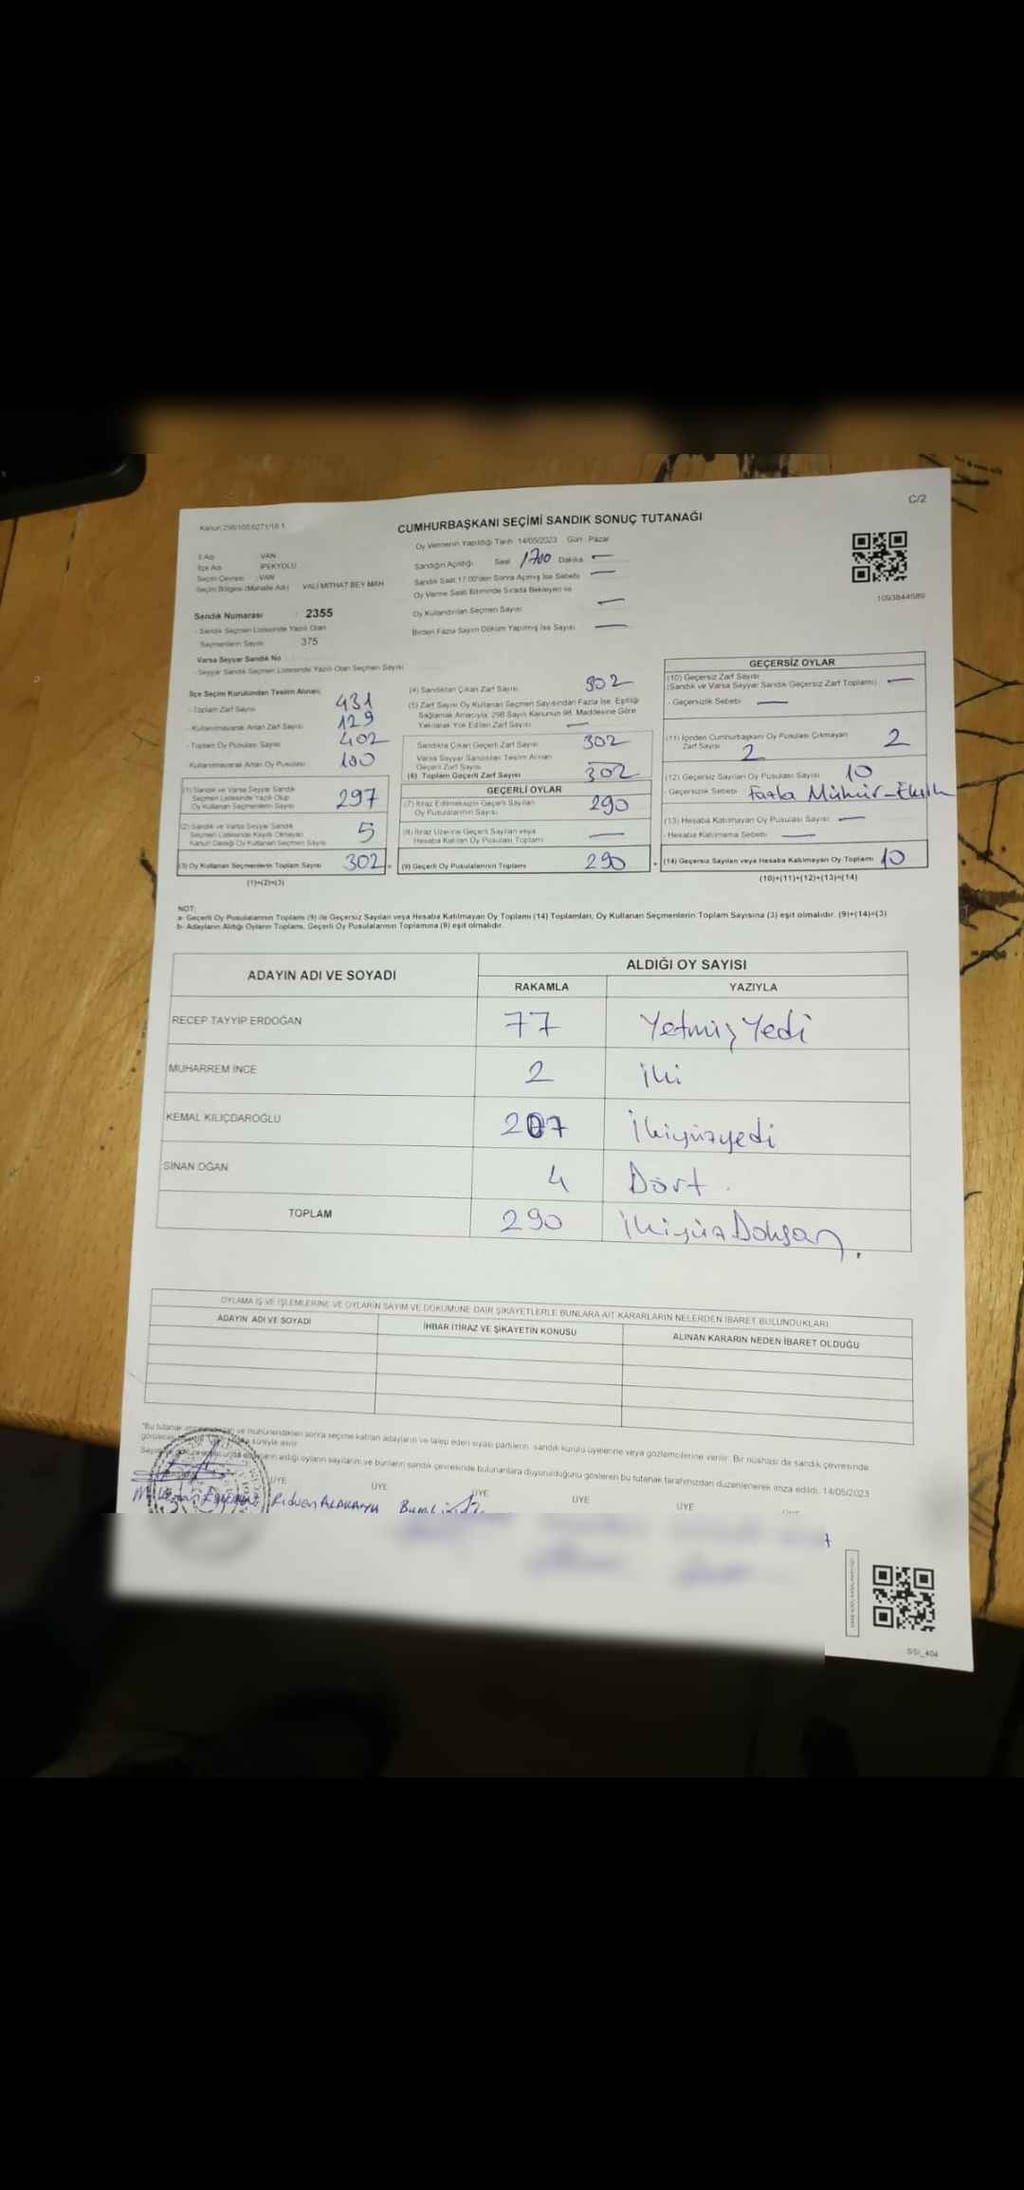 C/2
Kanun 298/105 6271/18 1
CUMHURBAŞKANI SEÇİMİ SANDIK SONUÇ TUTANAĞI
Oy Vermenin Yapıldığı Tarih 14/05/2023 Gün : Pazar
İl Adı VAN
İlçe Adı İPEKYOLU
Seçim Çevresi VAN
Seçim Bölgesi (Mahalle Adı) VALİ MİTHAT BEY MAH
Sandık Numarası : 2355
- Sandık Seçmen Listesinde Yazılı Olan
Seçmenlerin Sayısı 375
Varsa Seyyar Sandık No
- Seyyar Sandık Seçmen Listesinde Yazılı Olan Seçmen Sayısı
Sandığın Açıldığı Saat 1700 Dakika —
Sandık Saat 17.00'den Sonra Açılmış İse Sebebi —
Oy Verme Saati Bitiminde Sırada Bekleyen ve
Oy Kullandırılan Seçmen Sayısı —
Birden Fazla Sayım Döküm Yapılmış İse Sayısı —
1093844589
İlçe Seçim Kurulundan Teslim Alınan;
- Toplam Zarf Sayısı 431
- Kullanılmayarak Artan Zarf Sayısı 129
- Toplam Oy Pusulası Sayısı 402
- Kullanılmayarak Artan Oy Pusulası 100
(1) Sandık ve Varsa Seyyar Sandık
Seçmen Listesinde Yazılı Olup
Oy Kullanan Seçmenlerin Sayısı 297
(2) Sandık ve Varsa Seyyar Sandık
Seçmen Listesinde Kayıtlı Olmayan
Kanun Gereği Oy Kullanan Seçmen Sayısı 5
(3) Oy Kullanan Seçmenlerin Toplam Sayısı 302
(1)+(2)=(3)
(4) Sandıktan Çıkan Zarf Sayısı 302
(5) Zarf Sayısı Oy Kullanan Seçmen Sayısından Fazla İse, Eşitliği
Sağlamak Amacıyla, 298 Sayılı Kanunun 98. Maddesine Göre
Yakılarak Yok Edilen Zarf Sayısı —
Sandıkta Çıkan Geçerli Zarf Sayısı 302
Varsa Seyyar Sandıktan Teslim Alınan
Geçerli Zarf Sayısı
(6) Toplam Geçerli Zarf Sayısı 302
GEÇERLİ OYLAR
(7) İtiraz Edilmeksizin Geçerli Sayılan
Oy Pusulalarının Sayısı 290
(8) İtiraz Üzerine Geçerli Sayılan veya
Hesaba Katılan Oy Pusulası Toplamı —
(9) Geçerli Oy Pusulalarının Toplamı 290
GEÇERSİZ OYLAR
(10) Geçersiz Zarf Sayısı
(Sandık ve Varsa Seyyar Sandık Geçersiz Zarf Toplamı) —
- Geçersizlik Sebebi —
(11) İçinden Cumhurbaşkanı Oy Pusulası Çıkmayan
Zarf Sayısı 2 2
(12) Geçersiz Sayılan Oy Pusulası Sayısı 10
- Geçersizlik Sebebi Fazla Mühür-Eksik
(13) Hesaba Katılmayan Oy Pusulası Sayısı —
- Hesaba Katılmama Sebebi —
(14) Geçersiz Sayılan veya Hesaba Katılmayan Oy Toplamı 10
(10)+(11)+(12)+(13)=(14)
NOT:
a- Geçerli Oy Pusulalarının Toplamı (9) ile Geçersiz Sayılan veya Hesaba Katılmayan Oy Toplamı (14) Toplamları, Oy Kullanan Seçmenlerin Toplam Sayısına (3) eşit olmalıdır. (9)+(14)=(3)
b- Adayların Aldığı Oyların Toplamı, Geçerli Oy Pusulalarının Toplamına (9) eşit olmalıdır.
ADAYIN ADI VE SOYADI ALDIĞI OY SAYISI
RAKAMLA YAZIYLA
RECEP TAYYİP ERDOĞAN 77 Yetmiş Yedi
MUHARREM İNCE 2 iki
KEMAL KILIÇDAROĞLU 207 İkiyüzyedi
SİNAN OĞAN 4 Dört .
TOPLAM 290 İkiyüz Doksan.
OYLAMA İŞ VE İŞLEMLERİNE VE OYLARIN SAYIM VE DÖKÜMÜNE DAİR ŞİKAYETLERLE BUNLARA AİT KARARLARIN NELERDEN İBARET BULUNDUKLARI
ADAYIN ADI VE SOYADI İHBAR İTİRAZ VE ŞİKAYETİN KONUSU ALINAN KARARIN NEDEN İBARET OLDUĞU
*Bu tutanak ve mühürlendikten sonra seçime katılan adayların ve talep eden siyasi partilerin sandık kurulu üyelerine veya gözlemcilerine verilir. Bir nüshası da sandık çevresinde
süreyle asılır.
aldığı oyların sayılarını ve bunların sandık çevresinde bulunanlara duyurulduğunu gösteren bu tutanak tarafımızdan düzenlenerek imza edildi. 14/05/2023
ÜYE ÜYE ÜYE ÜYE ÜYE
Rıdvan
SSİ_404